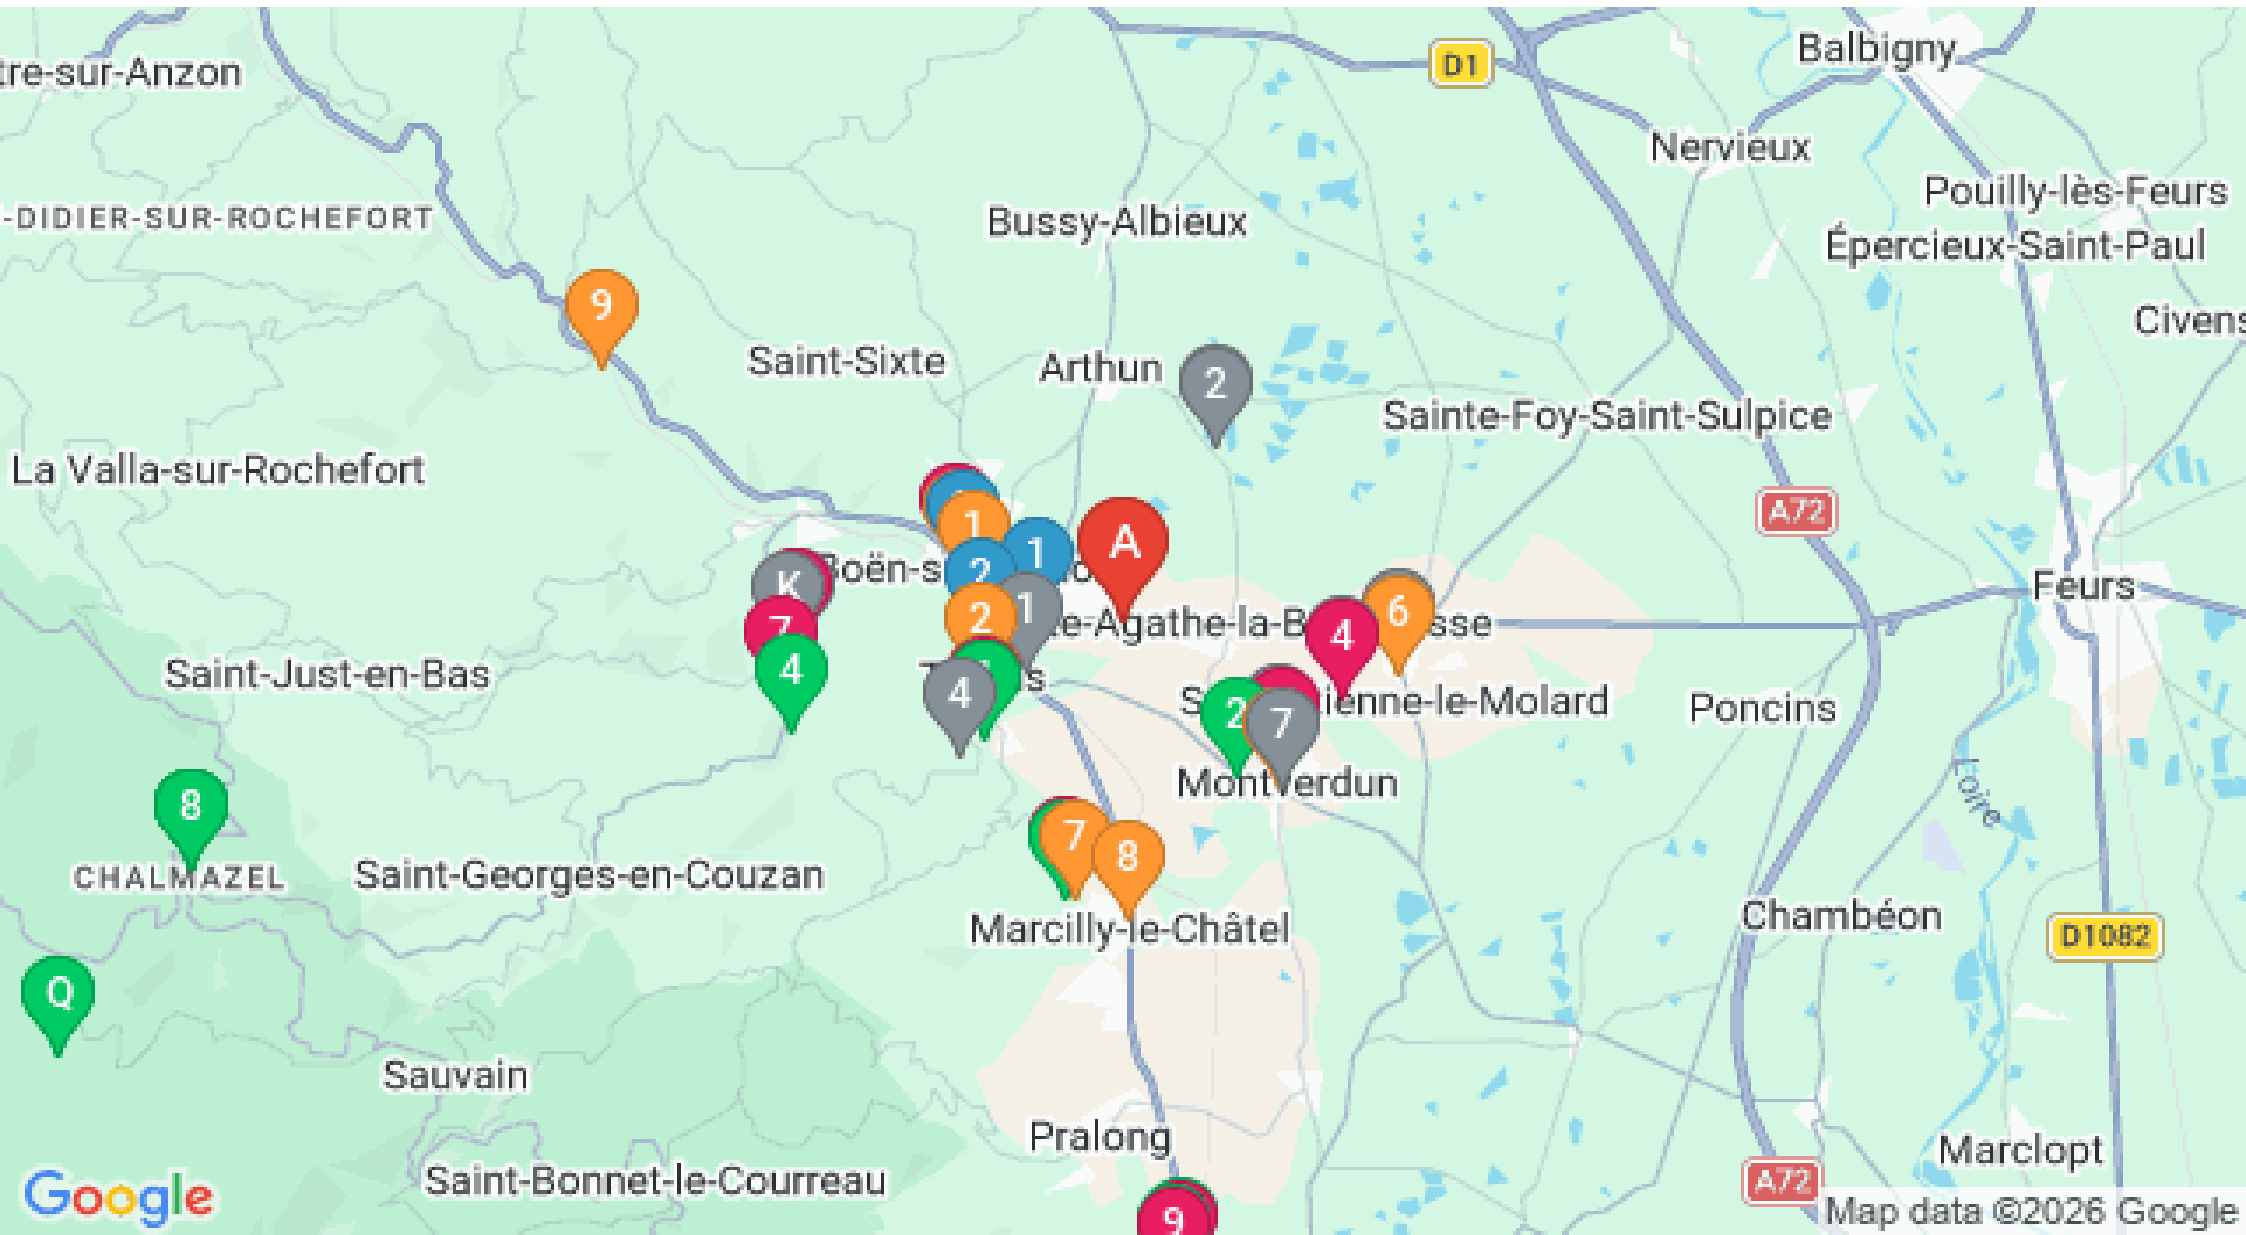 Balbigny
D1
tre-sur-Anzon
Nervieux
Pouilly-lès-Feurs
-DIDIER-SUR-ROCHEFORT
Bussy-Albieux
Épercieux-Saint-Paul
9
Civens
Saint-Sixte
Arthun
2
Sainte-Foy-Saint-Sulpice
La Valla-sur-Rochefort
A72
1
A
1
2
K
Feurs
1
2
6
4
7
4
Saint-Just-en-Bas
4
2
7
Poncins
Montverdun
Loire
8
7
8
CHALMAZEL
Saint-Georges-en-Couzan
Marcilly-le-Châtel
Chambéon
D1082
Q
Sauvain
Pralong
Marclopt
Saint-Bonnet-le-Courreau
A72
Google
9
Map data ©2026 Google